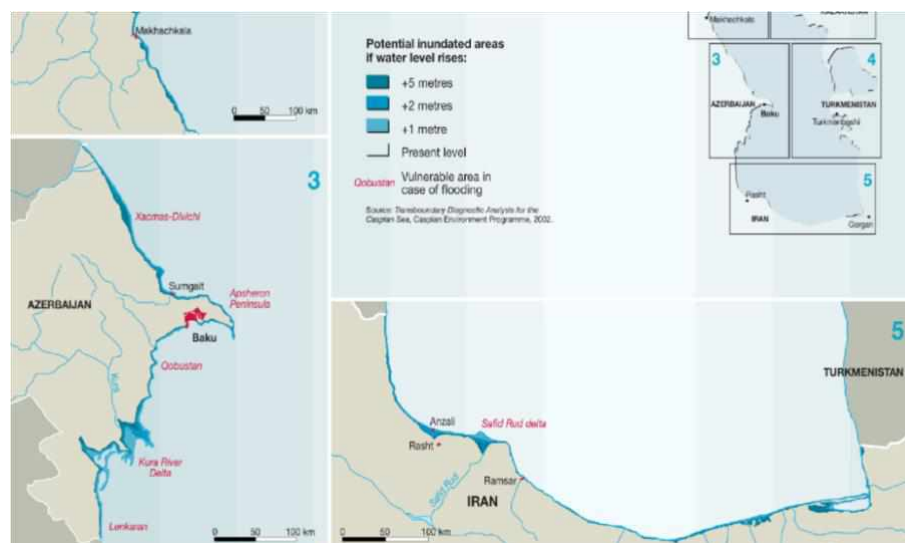 Makhachkala
0 50 100 km
Potential inundated areas
if water level rises:
+5 metres
+2 metres
+1 metre
Present level
Qobustan
Vulnerable area in
case of flooding
Source: Transboundary Diagnostic Analysis for the
Caspian Sea, Caspian Environment Programme, 2002.
Makhachkala
3
4
AZERBAIJAN
Baku
TURKMENISTAN
5
Rasht
IRAN
Gorgan
3
Xacmas-Divichi
Sumgait
Apsheron
Peninsula
AZERBAIJAN
Baku
Qobustan
Kura
Kura River
Delta
Lenkaran
0 50 100 km
5
TURKMENISTAN
Anzali
Safid Rud delta
Rasht
Safid Rud
Ramsar
IRAN
0 50 100 km